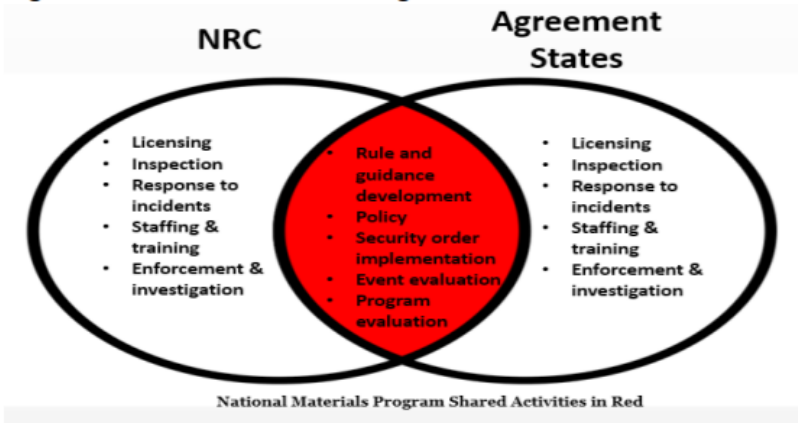 NRC
Agreement
States
• Licensing
• Inspection
• Response to
incidents
• Staffing &
training
• Enforcement &
investigation
• Rule and
guidance
development
• Policy
• Security order
implementation
• Event evaluation
• Program
evaluation
• Licensing
• Inspection
• Response to
incidents
• Staffing &
training
• Enforcement &
investigation
National Materials Program Shared Activities in Red